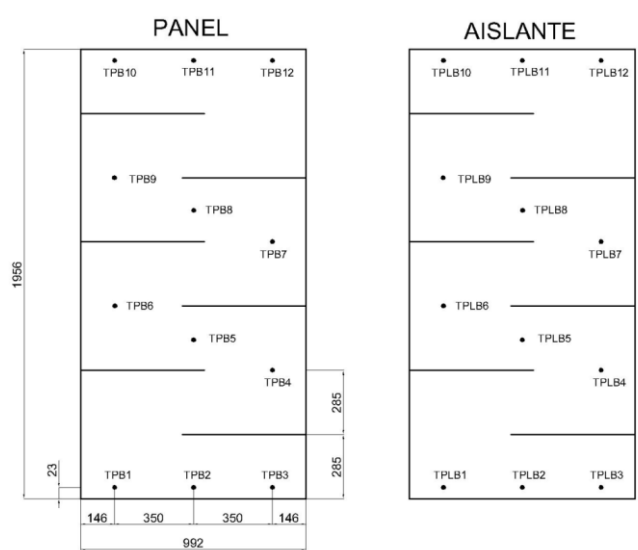 PANEL
AISLANTE
TPB10 TPB11 TPB12
TPLB10 TPLB11 TPLB12
TPB9
TPLB9
TPB8
TPLB8
TPB7
TPLB7
1956
TPB6
TPLB6
TPB5
TPLB5
TPB4
TPLB4
285
285
23
TPB1 TPB2 TPB3
TPLB1 TPLB2 TPLB3
146 350 350 146
992